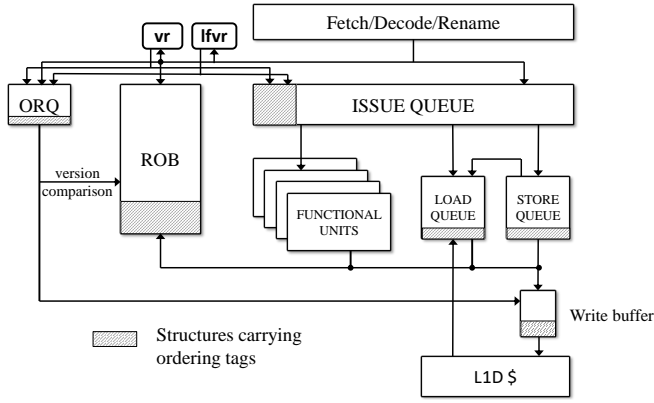 Fetch/Decode/Rename
vr
lfvr
ORQ
ROB
ISSUE QUEUE
version
comparison
FUNCTIONAL
UNITS
LOAD
QUEUE
STORE
QUEUE
Write buffer
Structures carrying
ordering tags
L1D $